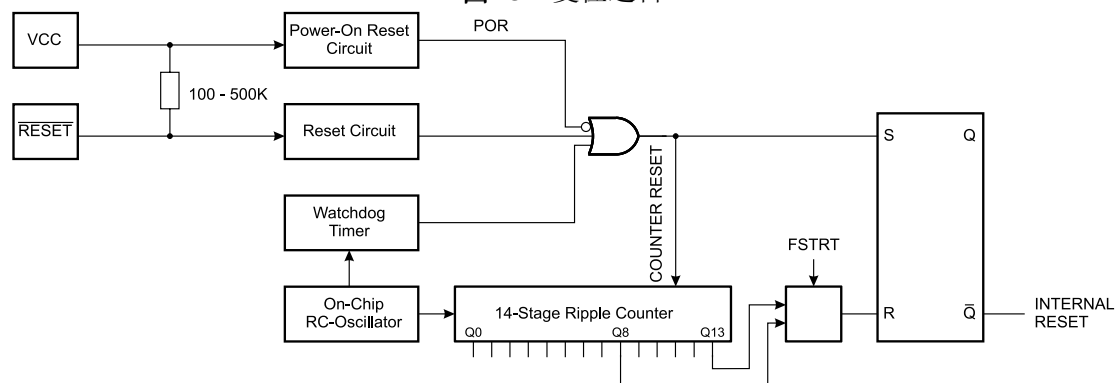 VCC
Power-On Reset
Circuit
POR
100 - 500K
RESET
Reset Circuit
COUNTER RESET
S
Q
Watchdog
Timer
FSTRT
On-Chip
RC-Oscillator
14-Stage Ripple Counter
Q0
Q8
Q13
R
Q
INTERNAL
RESET